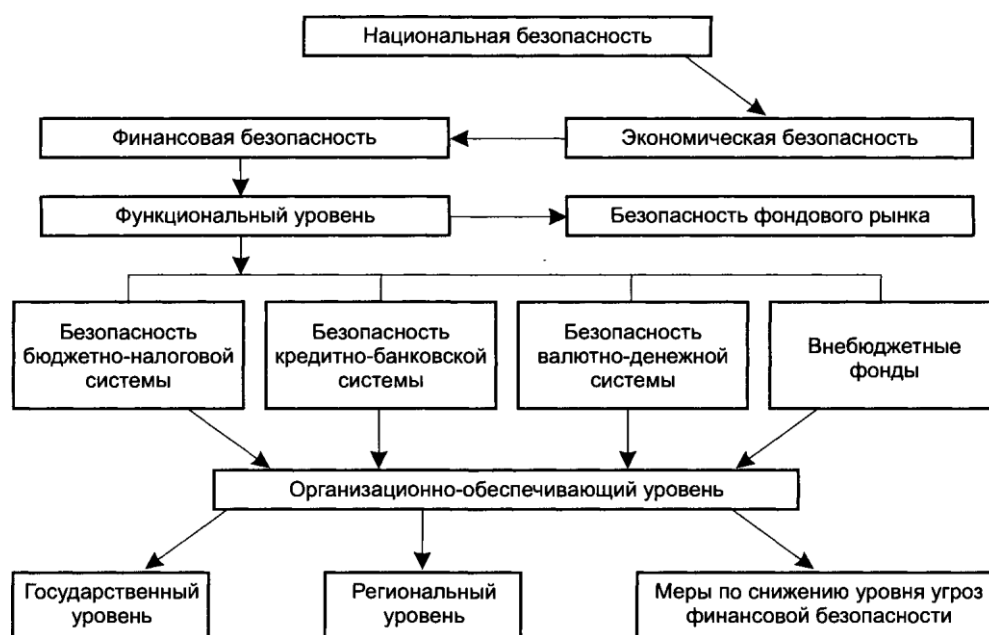 Национальная безопасность
Финансовая безопасность
Экономическая безопасность
Функциональный уровень
Безопасность фондового рынка
Безопасность
бюджетно-налоговой
системы
Безопасность
кредитно-банковской
системы
Безопасность
валютно-денежной
системы
Внебюджетные
фонды
Организационно-обеспечивающий уровень
Государственный
уровень
Региональный
уровень
Меры по снижению уровня угроз
финансовой безопасности